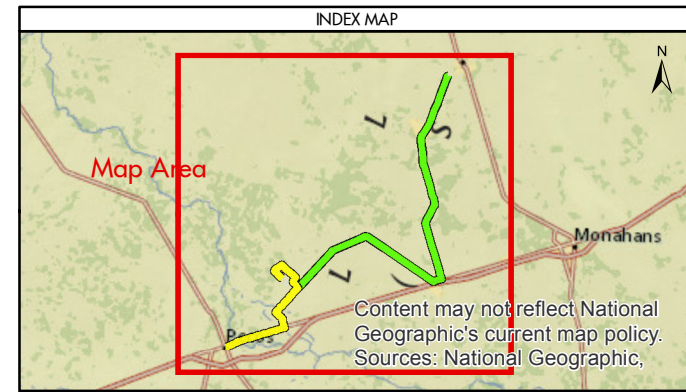 INDEX MAP
N
L
S
Map Area
Monahans
L
(
Content may not reflect National
Geographic's current map policy.
Sources: National Geographic,